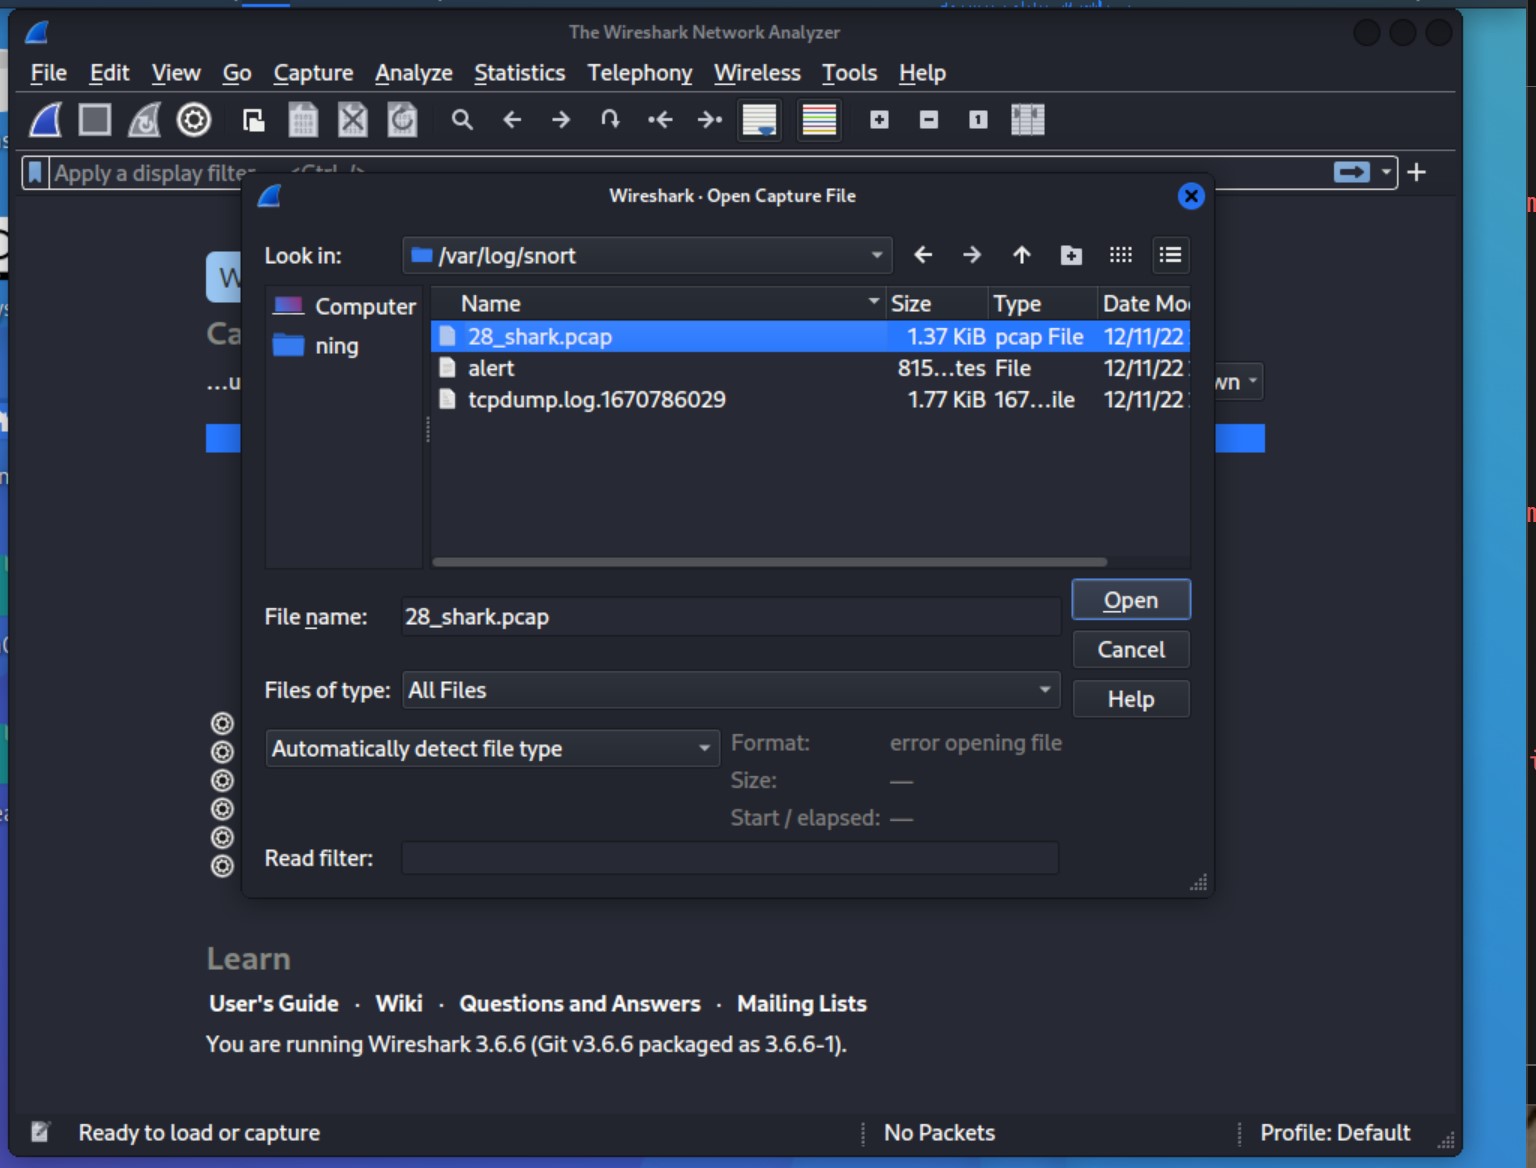 The Wireshark Network Analyzer
File Edit View Go Capture Analyze Statistics Telephony Wireless Tools Help
Apply a display filter … <Ctrl-/>
Wireshark · Open Capture File
Look in: /var/log/snort
Computer
ning
Name Size Type Date Mo
28_shark.pcap 1.37 KiB pcap File 12/11/22
alert 815...tes File 12/11/22
tcpdump.log.1670786029 1.77 KiB 167...ile 12/11/22
W
Ca
...u
wn
File name: 28_shark.pcap
Open
Cancel
Files of type: All Files
Help
Automatically detect file type
Format: error opening file
Size: —
Start / elapsed: —
Read filter:
Learn
User's Guide · Wiki · Questions and Answers · Mailing Lists
You are running Wireshark 3.6.6 (Git v3.6.6 packaged as 3.6.6-1).
Ready to load or capture
No Packets
Profile: Default